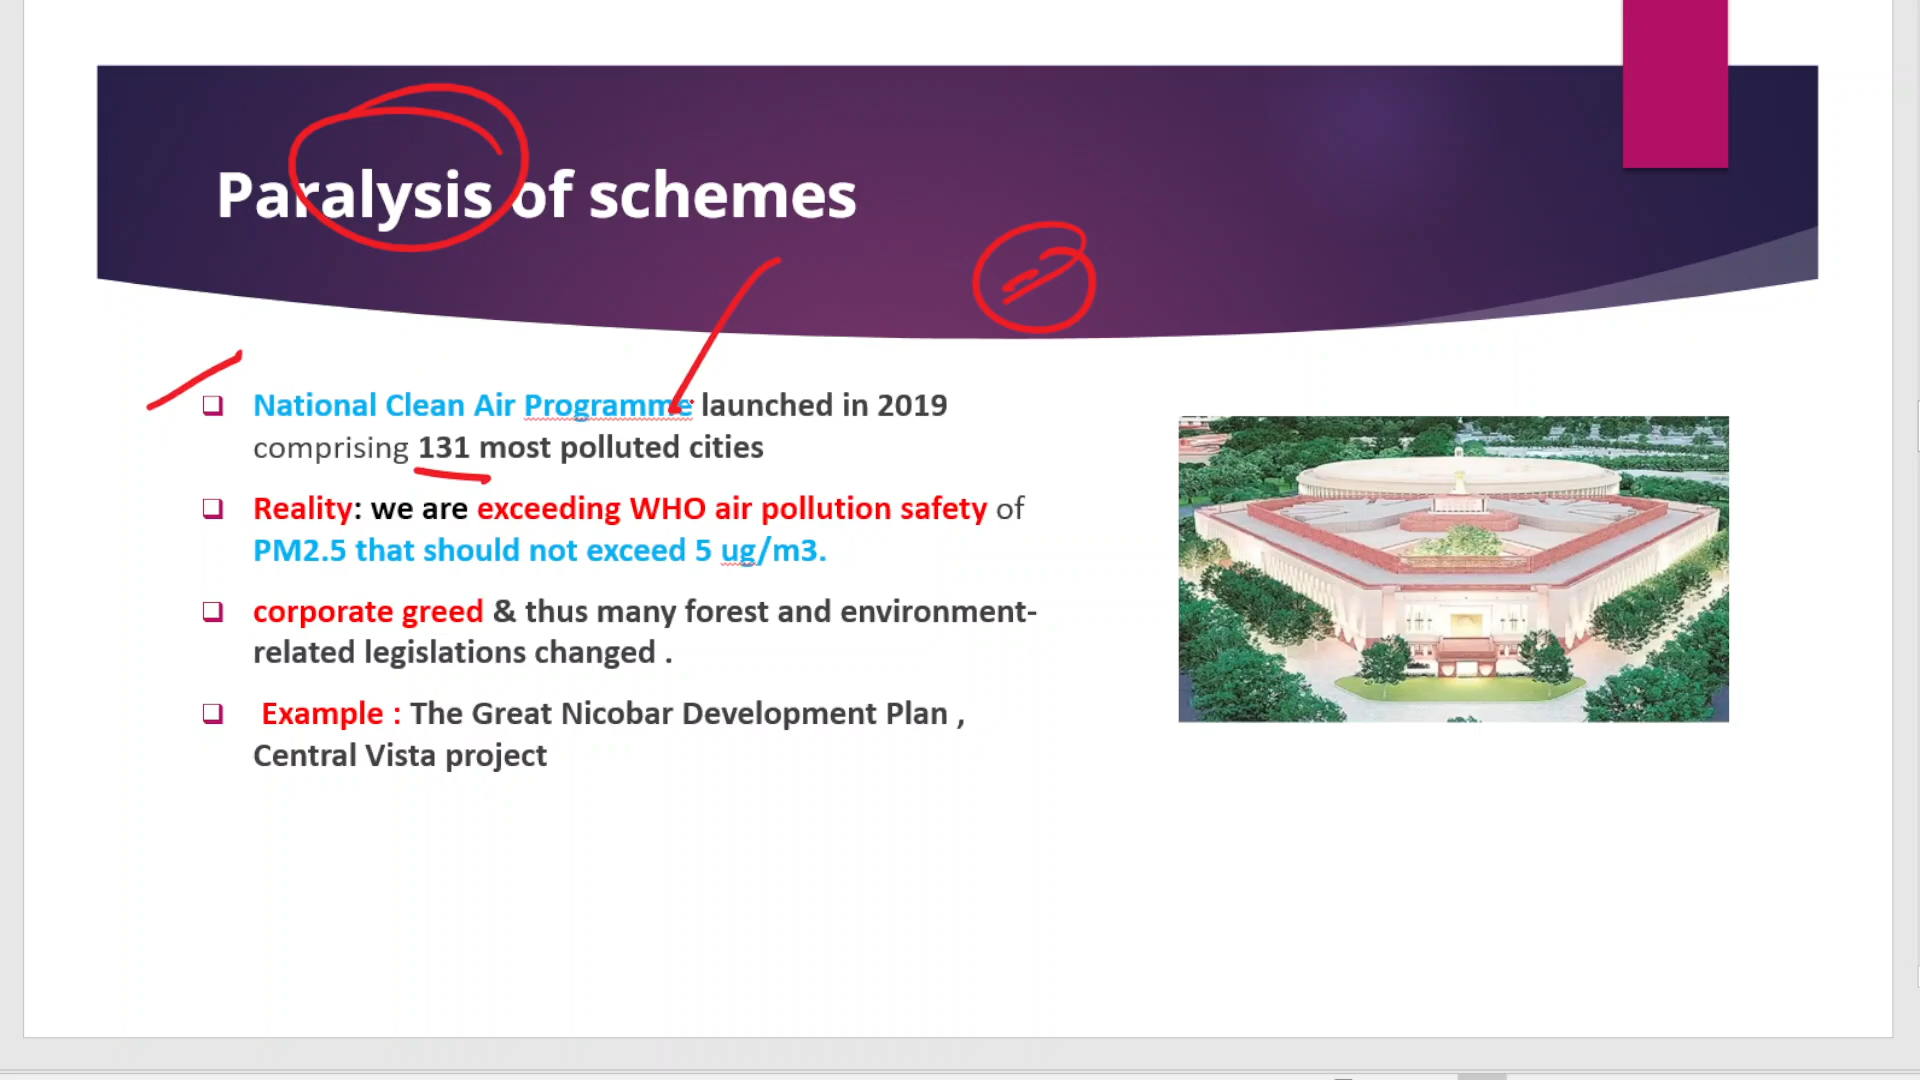 Paralysis of schemes
National Clean Air Programme launched in 2019
comprising 131 most polluted cities
Reality: we are exceeding WHO air pollution safety of
PM2.5 that should not exceed 5 ug/m3.
corporate greed & thus many forest and environment-
related legislations changed .
Example : The Great Nicobar Development Plan ,
Central Vista project